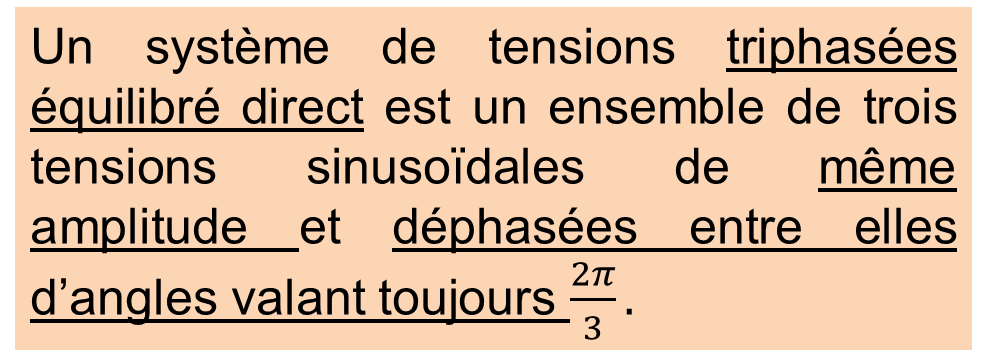 Un système de tensions triphasées
équilibré direct est un ensemble de trois
tensions sinusoïdales de même
amplitude et déphasées entre elles
d’angles valant toujours 2𝜋/3 .